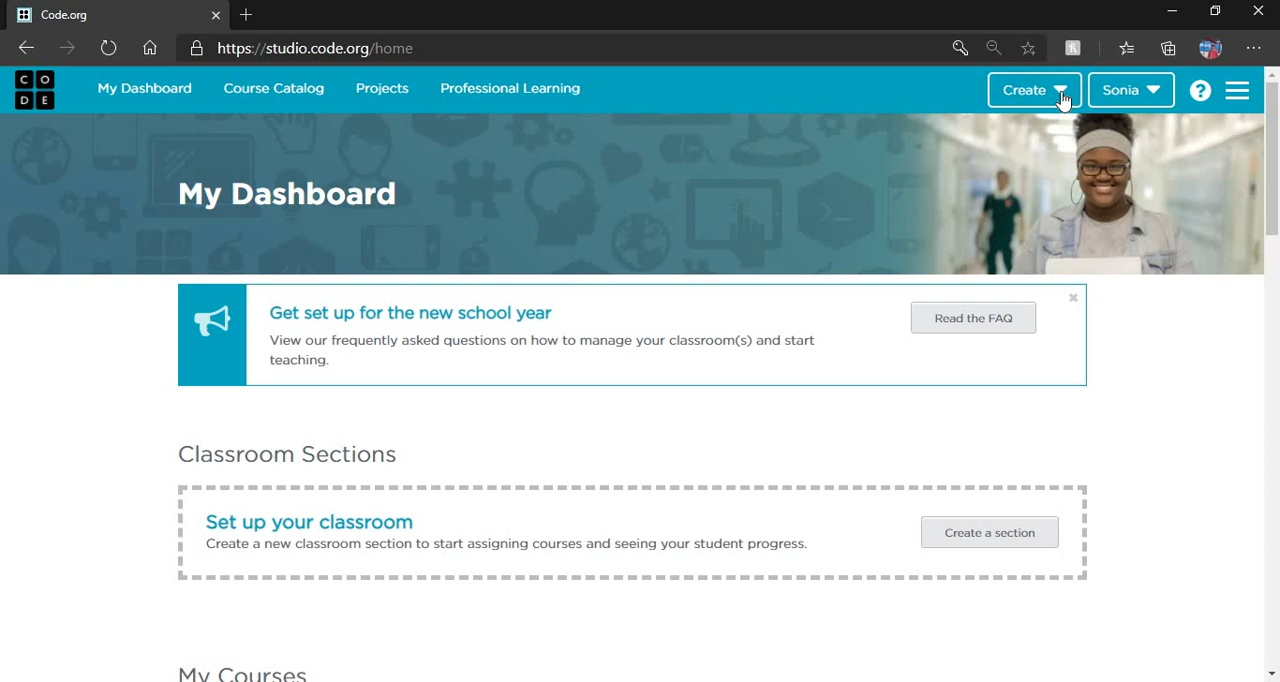 Code.org
https://studio.code.org/home
C O
D E
My Dashboard Course Catalog Projects Professional Learning Create Sonia ?
My Dashboard
Get set up for the new school year
View our frequently asked questions on how to manage your classroom(s) and start
teaching.
Read the FAQ
Classroom Sections
Set up your classroom
Create a new classroom section to start assigning courses and seeing your student progress.
Create a section
My Courses